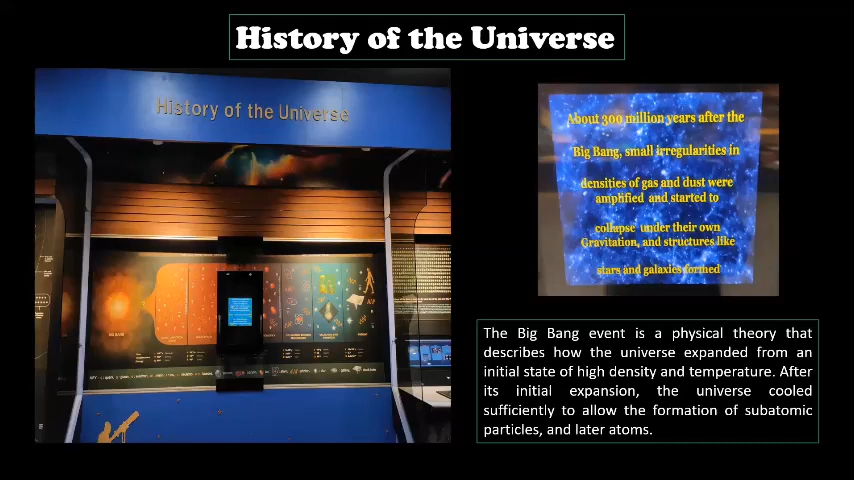 History of the Universe
History of the Universe
BIG BANG
About 300 million years after the
Big Bang, small irregularities in
densities of gas and dust were
amplified and started to
collapse under their own
Gravitation, and structures like
stars and galaxies formed
The Big Bang event is a physical theory that
describes how the universe expanded from an
initial state of high density and temperature. After
its initial expansion, the universe cooled
sufficiently to allow the formation of subatomic
particles, and later atoms.